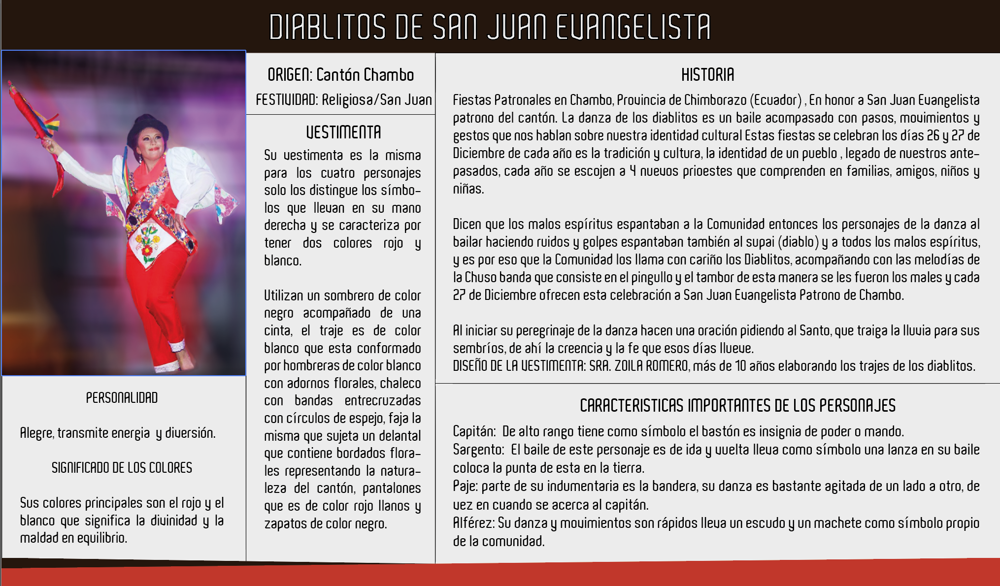 DIABLITOS DE SAN JUAN EVANGELISTA
ORIGEN: Cantón Chambo
FESTIVIDAD: Religiosa/San Juan
VESTIMENTA
Su vestimenta es la misma
para los cuatro personajes
solo los distingue los símbo-
los que llevan en su mano
derecha y se caracteriza por
tener dos colores rojo y
blanco.
Utilizan un sombrero de color
negro acompañado de una
cinta, el traje es de color
blanco que esta conformado
por hombreras de color blanco
con adornos florales, chaleco
con bandas entrecruzadas
con círculos de espejo, faja la
misma que sujeta un delantal
que contiene bordados flora-
les representando la natura-
leza del cantón, pantalones
que es de color rojo llanos y
zapatos de color negro.
PERSONALIDAD
Alegre, transmite energia y diversión.
SIGNIFICADO DE LOS COLORES
Sus colores principales son el rojo y el
blanco que significa la divinidad y la
maldad en equilibrio.
HISTORIA
Fiestas Patronales en Chambo, Provincia de Chimborazo (Ecuador) , En honor a San Juan Evangelista
patrono del cantón. La danza de los diablitos es un baile acompasado con pasos, movimientos y
gestos que nos hablan sobre nuestra identidad cultural Estas fiestas se celebran los días 26 y 27 de
Diciembre de cada año es la tradición y cultura, la identidad de un pueblo , legado de nuestros ante-
pasados, cada año se escojen a 4 nuevos prioestes que comprenden en familias, amigos, niños y
niñas.
Dicen que los malos espíritus espantaban a la Comunidad entonces los personajes de la danza al
bailar haciendo ruidos y golpes espantaban también al supai (diablo) y a todos los malos espíritus,
y es por eso que la Comunidad los llama con cariño los Diablitos, acompañando con las melodías de
la Chuso banda que consiste en el pingullo y el tambor de esta manera se les fueron los males y cada
27 de Diciembre ofrecen esta celebración a San Juan Evangelista Patrono de Chambo.
Al iniciar su peregrinaje de la danza hacen una oración pidiendo al Santo, que traiga la lluvia para sus
sembríos, de ahí la creencia y la fe que esos días llueve.
DISEÑO DE LA VESTIMENTA: SRA. ZOILA ROMERO, más de 10 años elaborando los trajes de los diablitos.
CARACTERISTICAS IMPORTANTES DE LOS PERSONAJES
Capitán: De alto rango tiene como símbolo el bastón es insignia de poder o mando.
Sargento: El baile de este personaje es de ida y vuelta lleva como símbolo una lanza en su baile
coloca la punta de esta en la tierra.
Paje: parte de su indumentaria es la bandera, su danza es bastante agitada de un lado a otro, de
vez en cuando se acerca al capitán.
Alférez: Su danza y movimientos son rápidos lleva un escudo y un machete como símbolo propio
de la comunidad.